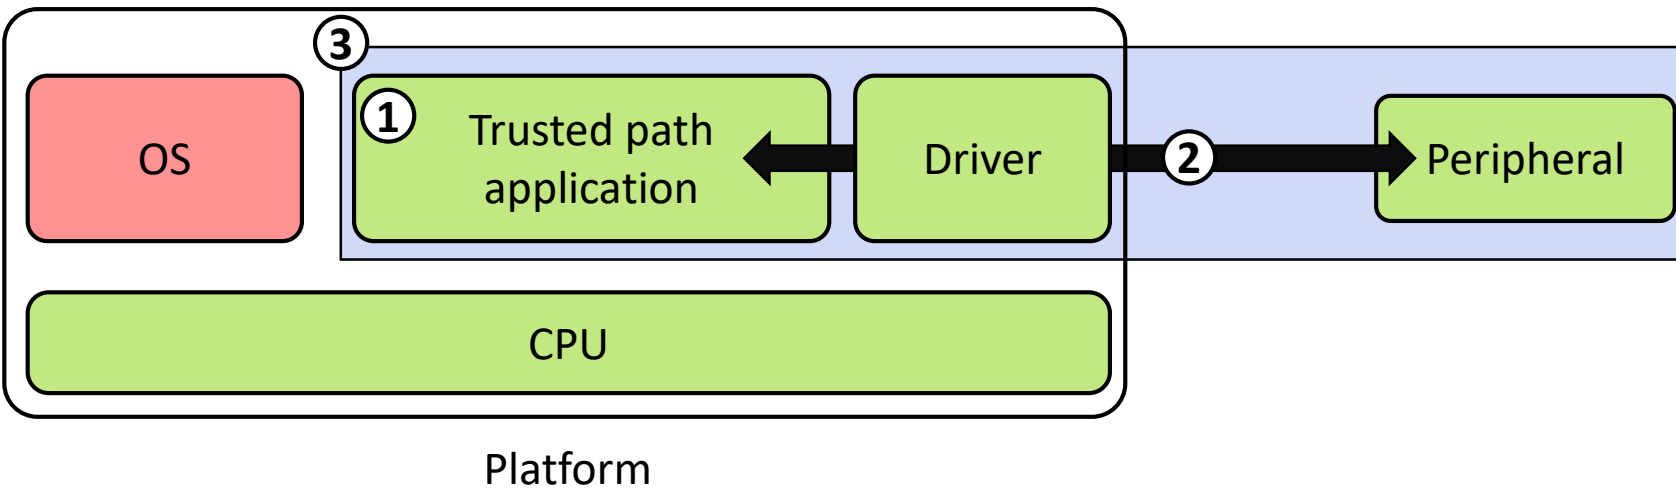 3
1
OS
Trusted path
application
Driver
2
Peripheral
CPU
Platform